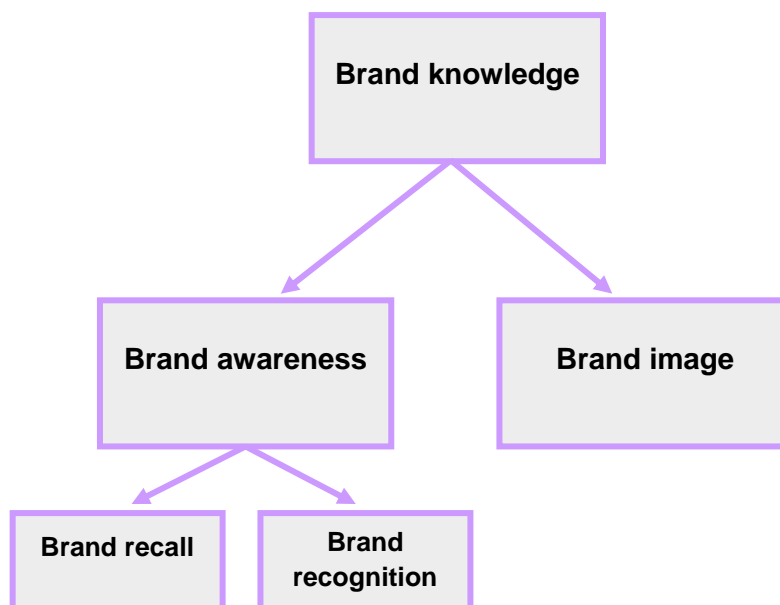 Brand knowledge
Brand awareness
Brand image
Brand recall
Brand
recognition